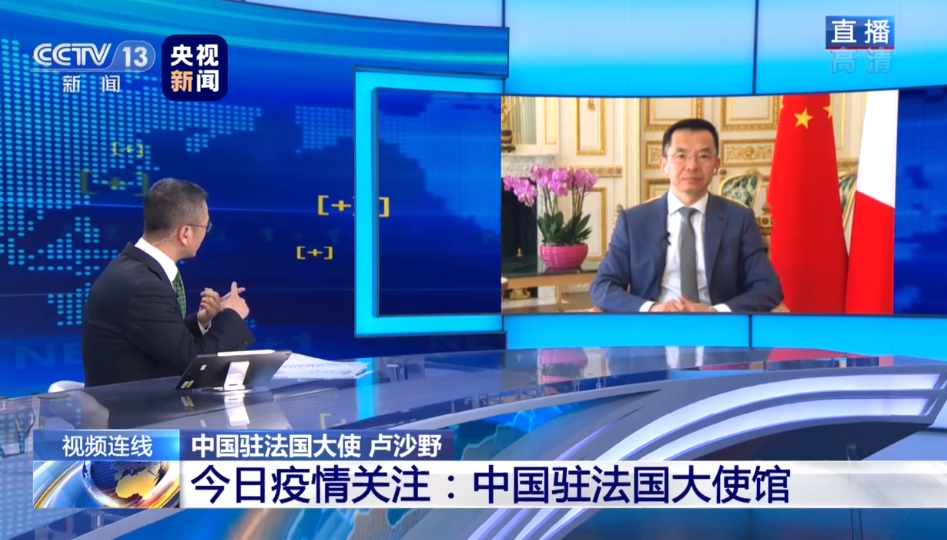 CCTV 13
新闻
央视
新闻
直播
高清
[+]
[+]
[+]
[+]
视频连线
中国驻法国大使 卢沙野
今日疫情关注：中国驻法国大使馆